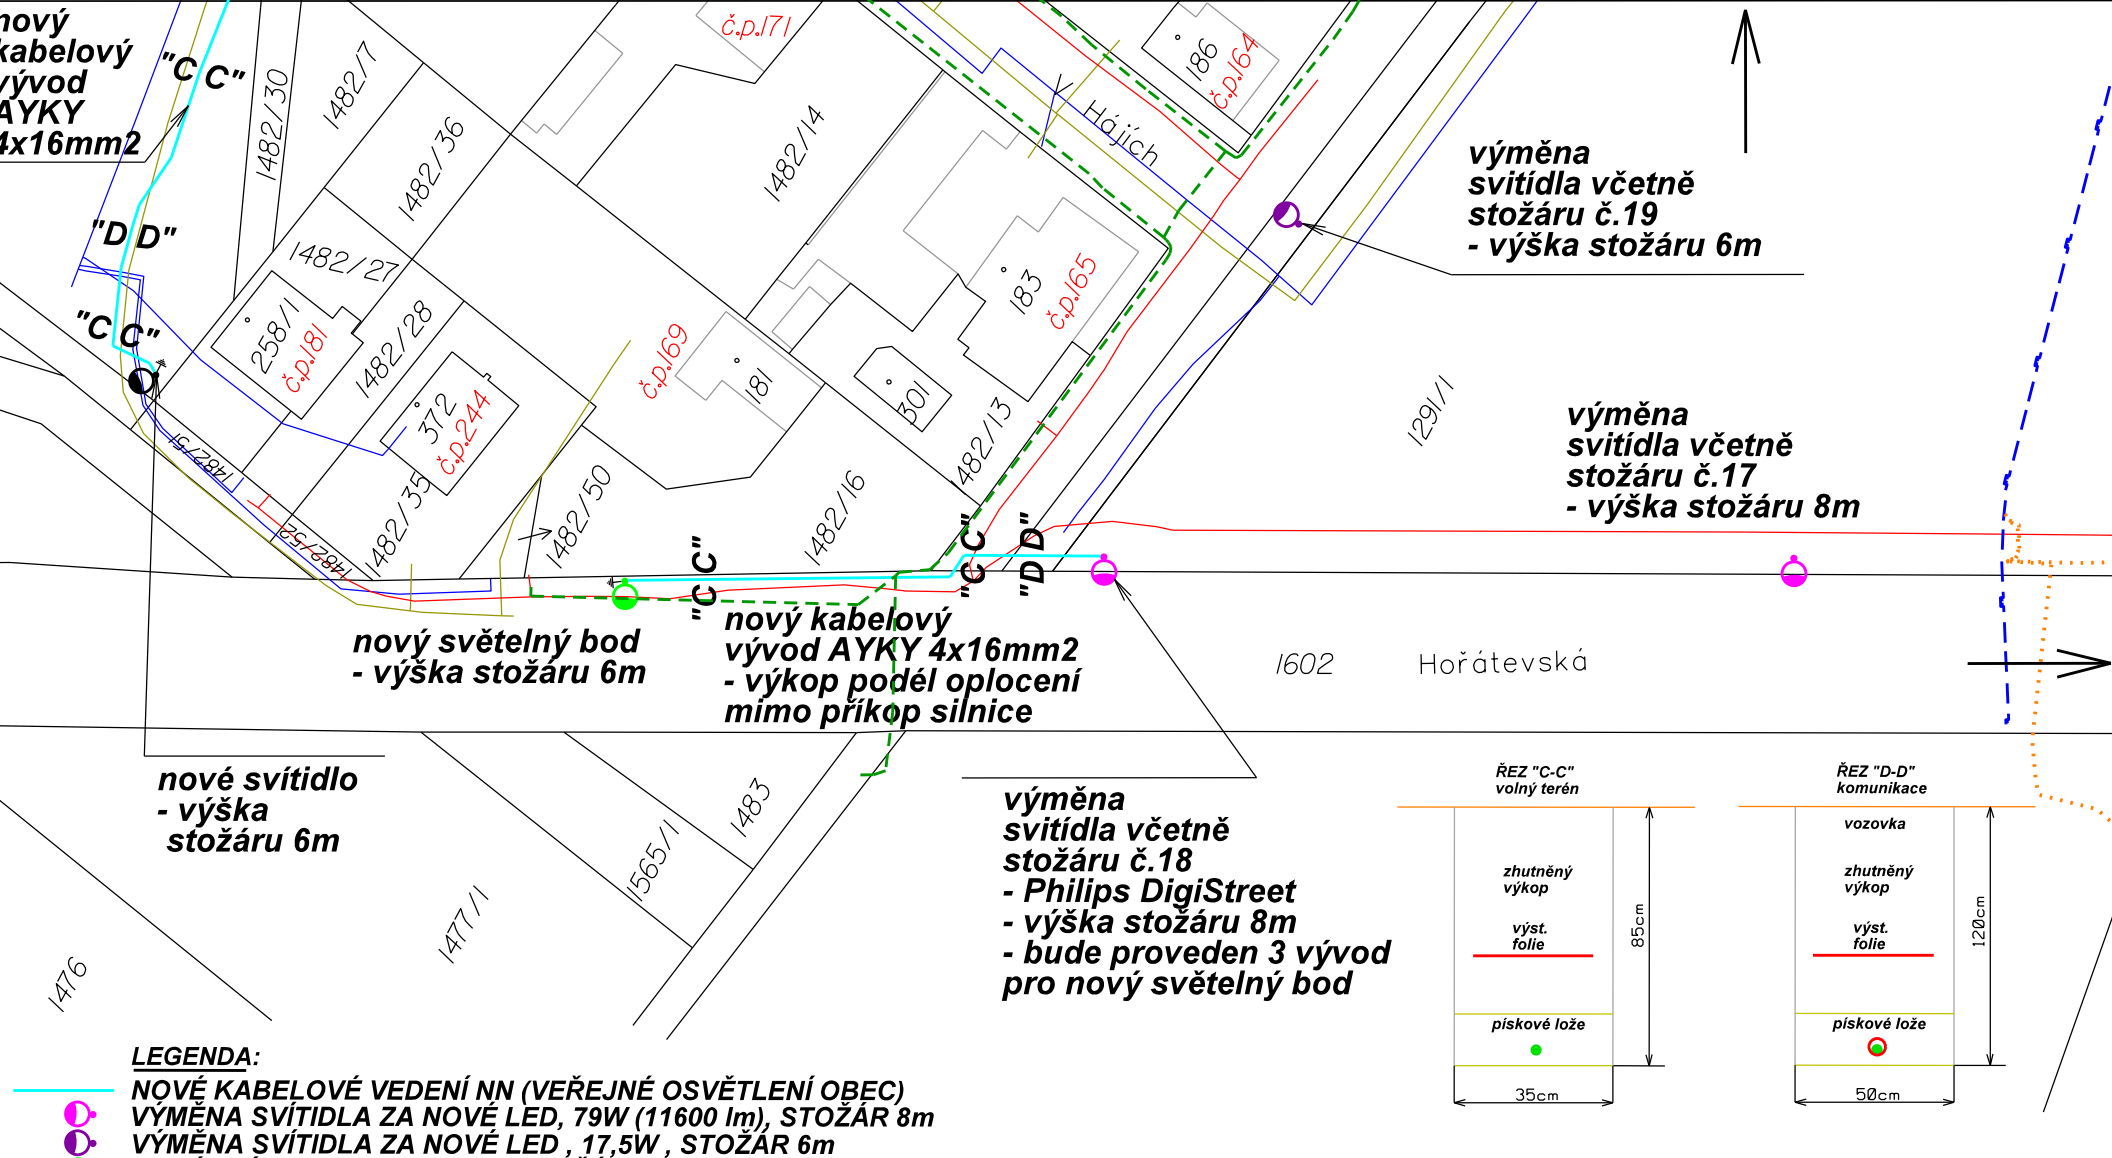 nový
kabelový
vývod
AYKY
4x16mm2
"C C"
"D D"
"C C"
1482/30
1482/7
1482/36
1482/27
258/1
č.p.181
1482/28
372
č.p.244
1482/51
1482/52
1482/35
1482/50
č.p.171
1482/14
č.p.169
181
301
183
č.p.165
186
č.p.164
Hájích
1482/13
1482/16
1291/1
výměna
svitídla včetně
stožáru č.19
- výška stožáru 6m
výměna
svitídla včetně
stožáru č.17
- výška stožáru 8m
"C C"
"C C"
"D D"
nový světelný bod
- výška stožáru 6m
nový kabelový
vývod AYKY 4x16mm2
- výkop podél oplocení
mimo příkop silnice
1602 Hořátevská
nové svítidlo
- výška
stožáru 6m
1483
1565/1
1477/1
1476
výměna
svitídla včetně
stožáru č.18
- Philips DigiStreet
- výška stožáru 8m
- bude proveden 3 vývod
pro nový světelný bod
ŘEZ "C-C"
volný terén
zhutněný
výkop
výst.
folie
pískové lože
85cm
35cm
ŘEZ "D-D"
komunikace
vozovka
zhutněný
výkop
výst.
folie
pískové lože
120cm
50cm
LEGENDA:
NOVÉ KABELOVÉ VEDENÍ NN (VEŘEJNÉ OSVĚTLENÍ OBEC)
VÝMĚNA SVÍTIDLA ZA NOVÉ LED, 79W (11600 lm), STOŽÁR 8m
VÝMĚNA SVÍTIDLA ZA NOVÉ LED , 17,5W , STOŽÁR 6m